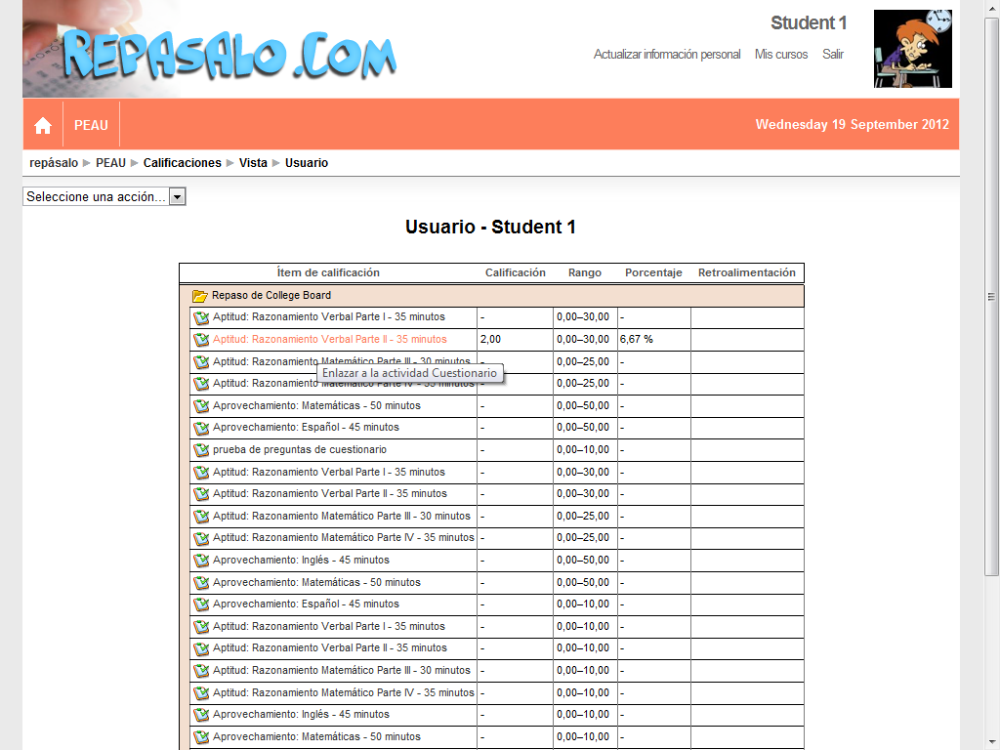 REPASALO.COM
Student 1
Actualizar información personal Mis cursos Salir
PEAU
Wednesday 19 September 2012
repásalo PEAU Calificaciones Vista Usuario
Seleccione una acción...
Usuario - Student 1
Ítem de calificación Calificación Rango Porcentaje Retroalimentación
Repaso de College Board
Aptitud: Razonamiento Verbal Parte I - 35 minutos - 0,00–30,00 -
Aptitud: Razonamiento Verbal Parte II - 35 minutos 2,00 0,00–30,00 6,67 %
Aptitud: Razonamiento Matemático Parte III - 30 minutos - 0,00–25,00 -
Enlazar a la actividad Cuestionario
Aptitud: Razonamiento Matemático Parte IV - 35 minutos - 0,00–25,00 -
Aprovechamiento: Matemáticas - 50 minutos - 0,00–50,00 -
Aprovechamiento: Español - 45 minutos - 0,00–50,00 -
prueba de preguntas de cuestionario - 0,00–10,00 -
Aptitud: Razonamiento Verbal Parte I - 35 minutos - 0,00–30,00 -
Aptitud: Razonamiento Verbal Parte II - 35 minutos - 0,00–30,00 -
Aptitud: Razonamiento Matemático Parte III - 30 minutos - 0,00–25,00 -
Aptitud: Razonamiento Matemático Parte IV - 35 minutos - 0,00–25,00 -
Aprovechamiento: Inglés - 45 minutos - 0,00–50,00 -
Aprovechamiento: Matemáticas - 50 minutos - 0,00–50,00 -
Aprovechamiento: Español - 45 minutos - 0,00–10,00 -
Aptitud: Razonamiento Verbal Parte I - 35 minutos - 0,00–10,00 -
Aptitud: Razonamiento Verbal Parte II - 35 minutos - 0,00–10,00 -
Aptitud: Razonamiento Matemático Parte III - 30 minutos - 0,00–10,00 -
Aptitud: Razonamiento Matemático Parte IV - 35 minutos - 0,00–10,00 -
Aprovechamiento: Inglés - 45 minutos - 0,00–10,00 -
Aprovechamiento: Matemáticas - 50 minutos - 0,00–10,00 -